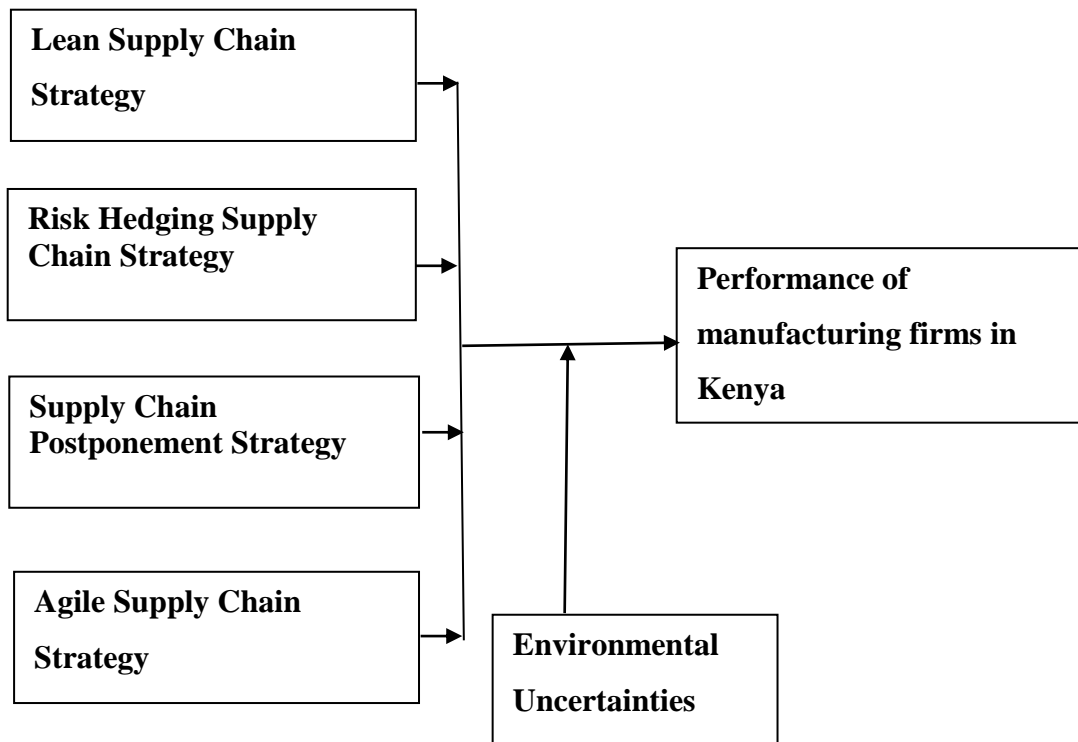 Lean Supply Chain
Strategy
Risk Hedging Supply
Chain Strategy
Supply Chain
Postponement Strategy
Agile Supply Chain
Strategy
Environmental
Uncertainties
Performance of
manufacturing firms in
Kenya